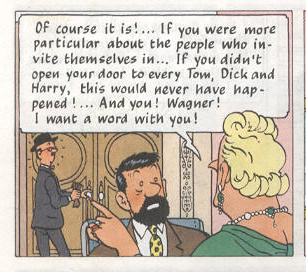 Of course it is!... If you were more
particular about the people who in-
vite themselves in... If you didn't
open your door to every Tom, Dick and
Harry, this would never have hap-
pened!... And you! Wagner!
I want a word with you!